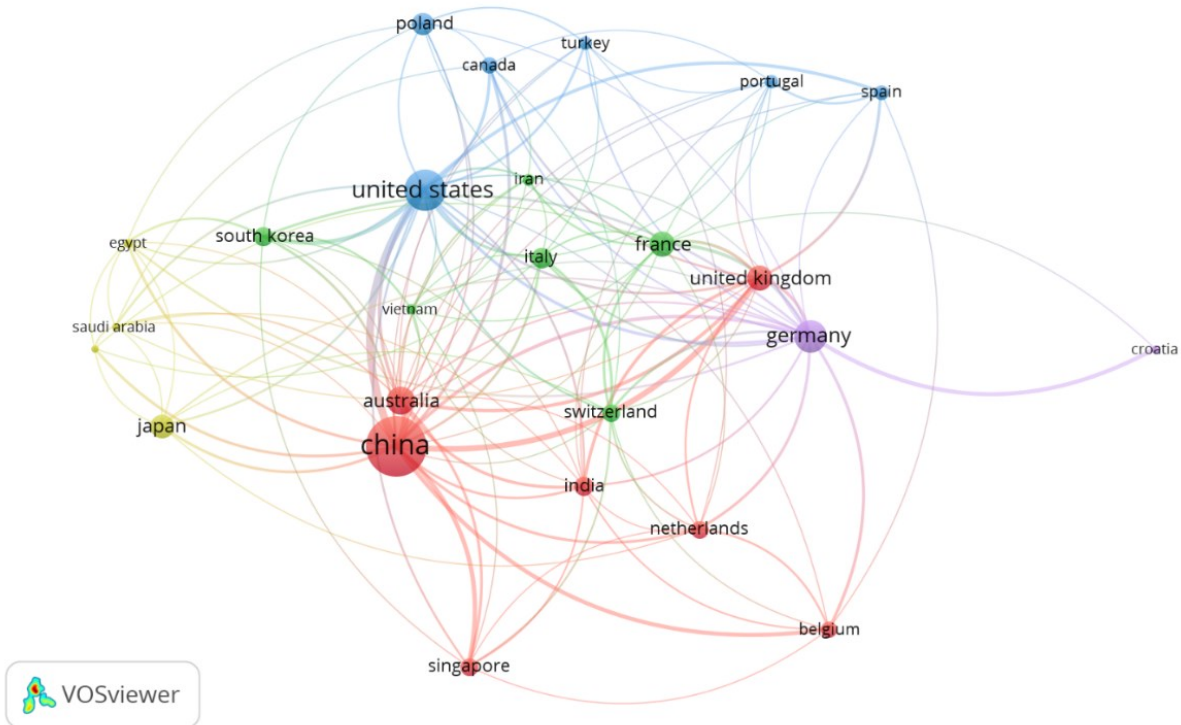 poland
turkey
canada
portugal
spain
iran
united states
south korea
egypt
france
italy
united kingdom
vietnam
saudi arabia
germany
croatia
australia
switzerland
japan
china
india
netherlands
belgium
singapore
VOSviewer